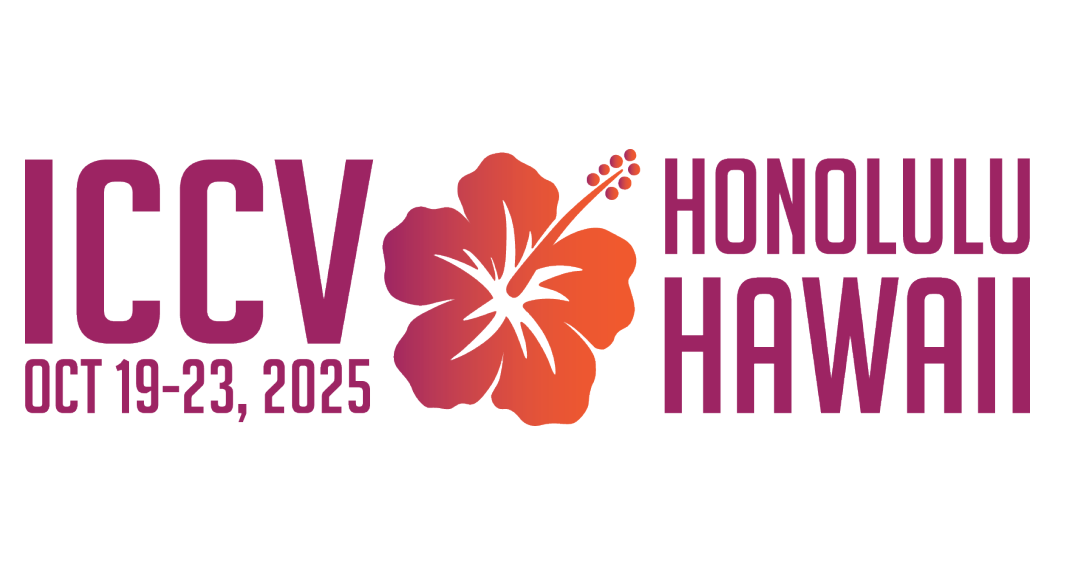 ICCV
OCT 19-23, 2025
HONOLULU
HAWAII